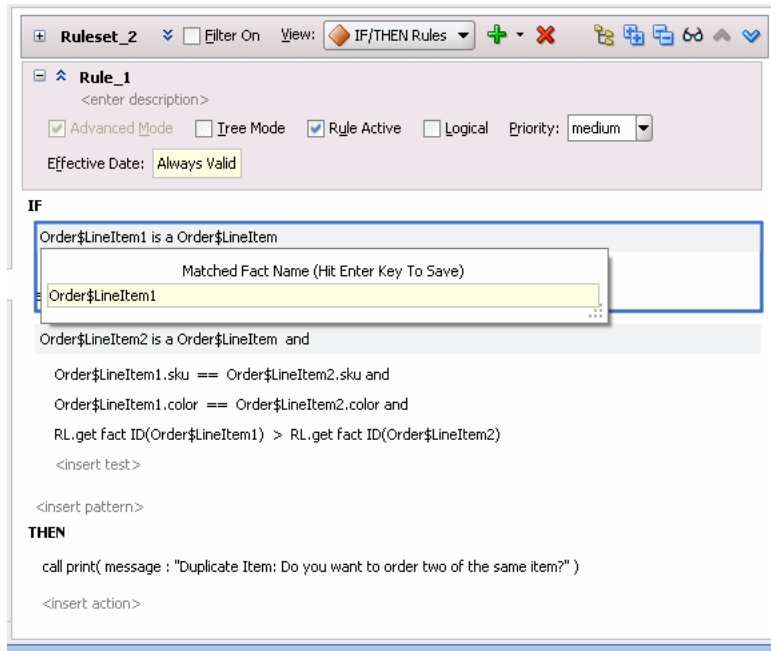 Ruleset_2 Filter On View: IF/THEN Rules
Rule_1
<enter description>
Advanced Mode Tree Mode Rule Active Logical Priority: medium
Effective Date: Always Valid
IF
Order$LineItem1 is a Order$LineItem
Matched Fact Name (Hit Enter Key To Save)
Order$LineItem1
Order$LineItem2 is a Order$LineItem and
Order$LineItem1.sku == Order$LineItem2.sku and
Order$LineItem1.color == Order$LineItem2.color and
RL.get fact ID(Order$LineItem1) > RL.get fact ID(Order$LineItem2)
<insert test>
<insert pattern>
THEN
call print( message : "Duplicate Item: Do you want to order two of the same item?" )
<insert action>